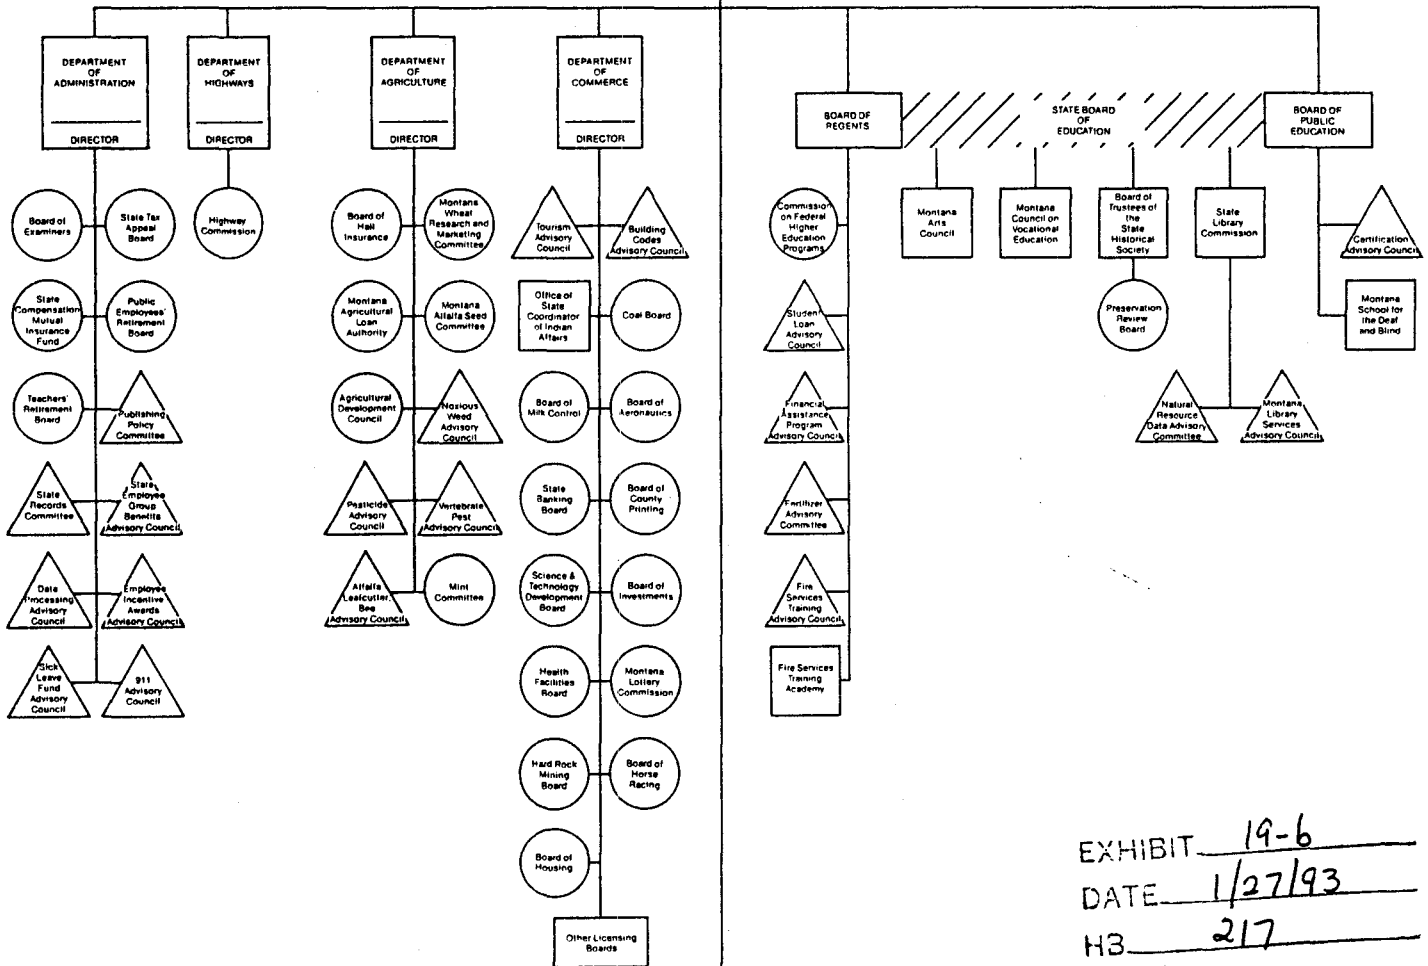 DEPARTMENT
OF
ADMINISTRATION
DIRECTOR
DEPARTMENT
OF
HIGHWAYS
DIRECTOR
DEPARTMENT
OF
AGRICULTURE
DIRECTOR
DEPARTMENT
OF
COMMERCE
DIRECTOR
BOARD OF
REGENTS
STATE BOARD
OF
EDUCATION
BOARD OF
PUBLIC
EDUCATION
Board of
Examiners
State Tax
Appeal
Board
State
Compensation
Mutual
Insurance
Fund
Public
Employees'
Retirement
Board
Teachers'
Retirement
Board
Publishing
Policy
Committee
State
Records
Committee
State
Employee
Group
Benefits
Advisory Council
Data
Processing
Advisory
Council
Employee
Incentive
Awards
Advisory Council
Sick
Leave
Fund
Advisory
Council
911
Advisory
Council
Highway
Commission
Board of
Hail
Insurance
Montana
Wheat
Research and
Marketing
Committee
Montana
Agricultural
Loan
Authority
Montana
Alfalfa Seed
Committee
Agricultural
Development
Council
Noxious
Weed
Advisory
Council
Pesticide
Advisory
Council
Vertebrate
Pest
Advisory Council
Alfalfa
Leafcutter
Bee
Advisory Council
Mint
Committee
Tourism
Advisory
Council
Building
Codes
Advisory Council
Office of
State
Coordinator
of Indian
Affairs
Coal Board
Board of
Milk Control
Board of
Aeronautics
State
Banking
Board
Board of
County
Printing
Science &
Technology
Development
Board
Board of
Investments
Health
Facilities
Board
Montana
Lottery
Commission
Hard Rock
Mining
Board
Board of
Horse
Racing
Board of
Housing
Other Licensing
Boards
Commission
on Federal
Higher
Education
Programs
Student
Loan
Advisory
Council
Financial
Assistance
Program
Advisory Council
Fertilizer
Advisory
Committee
Fire
Services
Training
Advisory Council
Fire Services
Training
Academy
Montana
Arts
Council
Montana
Council on
Vocational
Education
Board of
Trustees of
the
State
Historical
Society
Preservation
Review
Board
State
Library
Commission
Natural
Resource
Data Advisory
Committee
Montana
Library
Services
Advisory Council
Certification
Advisory Council
Montana
School for
the Deaf
and Blind
EXHIBIT 19-6
DATE 1/27/93
HB 217